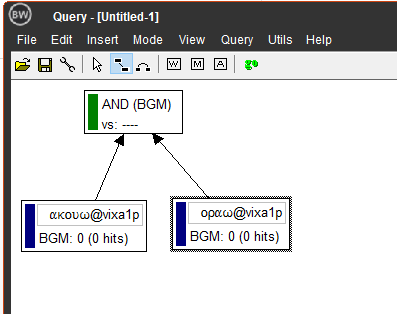 BW Query - [Untitled-1]
File Edit Insert Mode View Query Utils Help
W M A go
AND (BGM)
vs: ----
ακουω@vixa1p
BGM: 0 (0 hits)
οραω@vixa1p
BGM: 0 (0 hits)